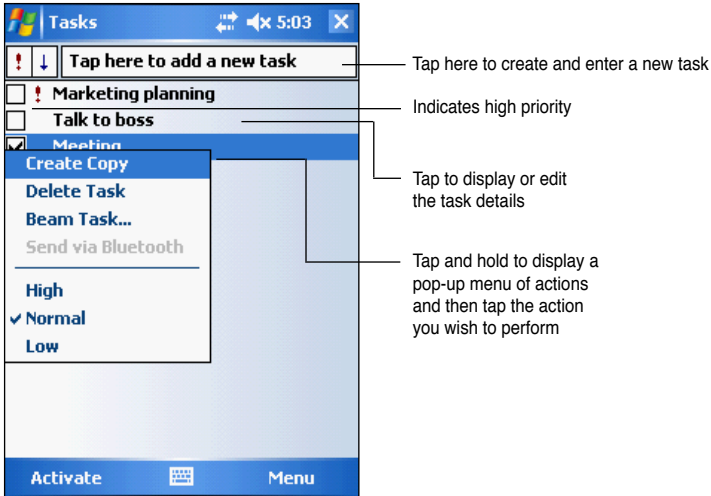 Tasks 5:03
! ↓ Tap here to add a new task
! Marketing planning
Talk to boss
Meeting
Create Copy
Delete Task
Beam Task...
Send via Bluetooth
High
Normal
Low
Activate Menu
Tap here to create and enter a new task
Indicates high priority
Tap to display or edit
the task details
Tap and hold to display a
pop-up menu of actions
and then tap the action
you wish to perform